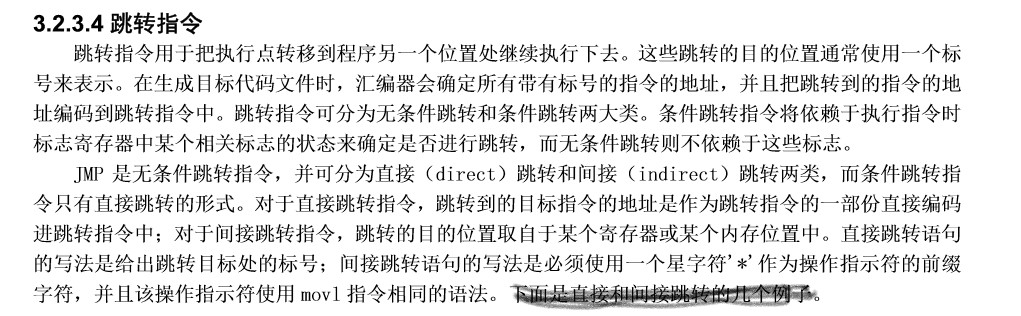 3.2.3.4 跳转指令
跳转指令用于把执行点转移到程序另一个位置处继续执行下去。这些跳转的目的位置通常使用一个标
号来表示。在生成目标代码文件时，汇编器会确定所有带有标号的指令的地址，并且把跳转到的指令的地
址编码到跳转指令中。跳转指令可分为无条件跳转和条件跳转两大类。条件跳转指令将依赖于执行指令时
标志寄存器中某个相关标志的状态来确定是否进行跳转，而无条件跳转则不依赖于这些标志。
JMP 是无条件跳转指令，并可分为直接（direct）跳转和间接（indirect）跳转两类，而条件跳转指
令只有直接跳转的形式。对于直接跳转指令，跳转到的目标指令的地址是作为跳转指令的一部份直接编码
进跳转指令中；对于间接跳转指令，跳转的目的位置取自于某个寄存器或某个内存位置中。直接跳转语句
的写法是给出跳转目标处的标号；间接跳转语句的写法是必须使用一个星字符'*'作为操作指示符的前缀
字符，并且该操作指示符使用 movl 指令相同的语法。下面是直接和间接跳转的几个例子。